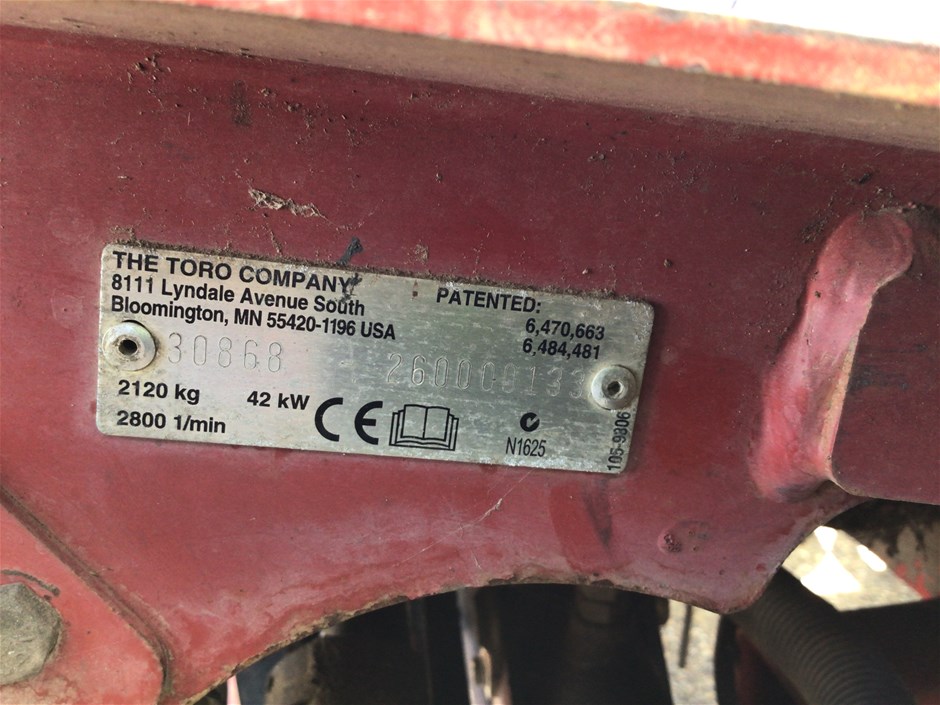 THE TORO COMPANY
8111 Lyndale Avenue South
Bloomington, MN 55420-1196 USA
PATENTED:
6,470,663
6,484,481
30868
2120 kg 42 kW
2800 1/min
CE
N1625
105-9806